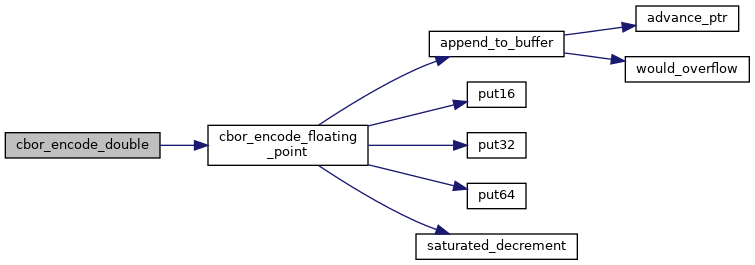 cbor_encode_double
cbor_encode_floating
_point
append_to_buffer
advance_ptr
would_overflow
put16
put32
put64
saturated_decrement